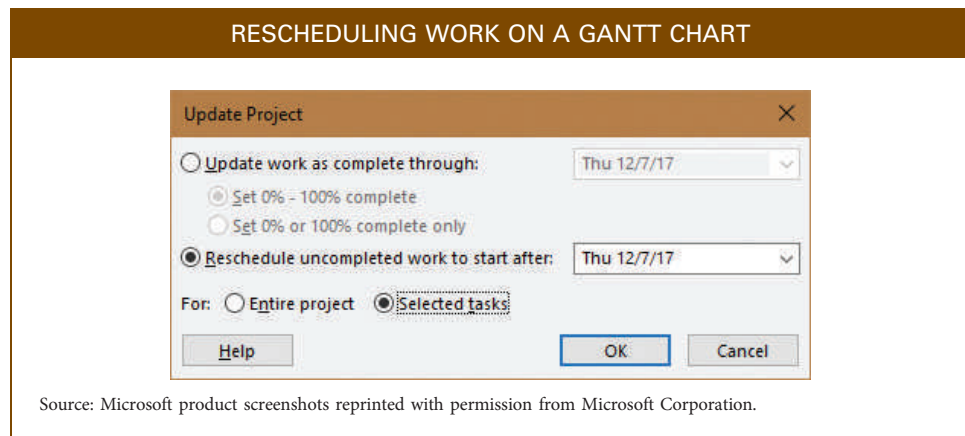 RESCHEDULING WORK ON A GANTT CHART
Update Project
Update work as complete through: Thu 12/7/17
Set 0% - 100% complete
Set 0% or 100% complete only
Reschedule uncompleted work to start after: Thu 12/7/17
For: Entire project Selected tasks
Help OK Cancel
Source: Microsoft product screenshots reprinted with permission from Microsoft Corporation.